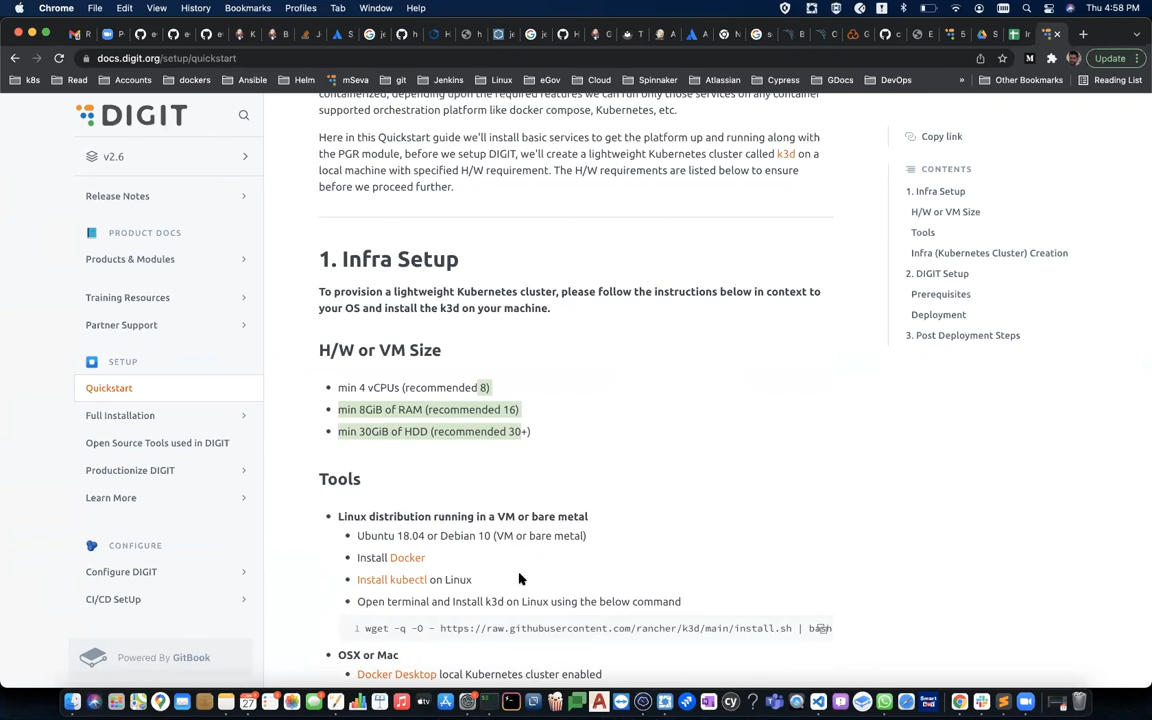 Chrome File Edit View History Bookmarks Profiles Tab Window Help Thu 4:58 PM
docs.digit.org/setup/quickstart Update
k8s Read Accounts dockers Ansible Helm mSeva git Jenkins Linux eGov Cloud Spinnaker Atlassian Cypress GDocs DevOps » Other Bookmarks Reading List
DIGIT
v2.6
Release Notes
PRODUCT DOCS
Products & Modules
Training Resources
Partner Support
SETUP
Quickstart
Full Installation
Open Source Tools used in DIGIT
Productionize DIGIT
Learn More
CONFIGURE
Configure DIGIT
CI/CD SetUp
Powered By GitBook
containerized, depending upon the required features we can run only those services on any container
supported orchestration platform like docker compose, Kubernetes, etc.
Here in this Quickstart guide we'll install basic services to get the platform up and running along with
the PGR module, before we setup DIGIT, we'll create a lightweight Kubernetes cluster called k3d on a
local machine with specified H/W requirement. The H/W requirements are listed below to ensure
before we proceed further.
1. Infra Setup
To provision a lightweight Kubernetes cluster, please follow the instructions below in context to
your OS and install the k3d on your machine.
H/W or VM Size
• min 4 vCPUs (recommended 8)
• min 8GiB of RAM (recommended 16)
• min 30GiB of HDD (recommended 30+)
Tools
• Linux distribution running in a VM or bare metal
• Ubuntu 18.04 or Debian 10 (VM or bare metal)
• Install Docker
• Install kubectl on Linux
• Open terminal and Install k3d on Linux using the below command
1 wget -q -O - https://raw.githubusercontent.com/rancher/k3d/main/install.sh | bash
• OSX or Mac
• Docker Desktop local Kubernetes cluster enabled
Copy link
CONTENTS
1. Infra Setup
H/W or VM Size
Tools
Infra (Kubernetes Cluster) Creation
2. DIGIT Setup
Prerequisites
Deployment
3. Post Deployment Steps